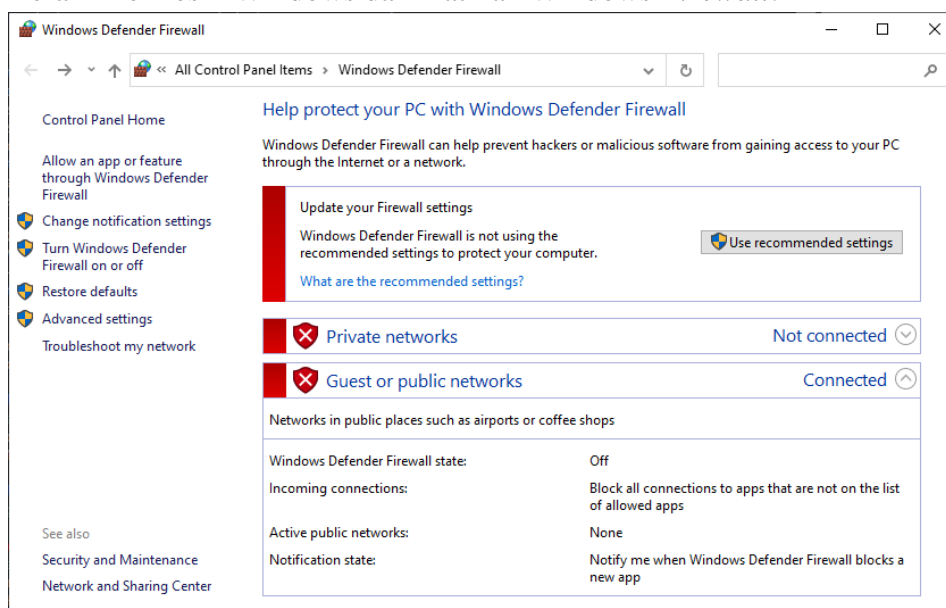 Windows Defender Firewall
« All Control Panel Items > Windows Defender Firewall
Control Panel Home
Allow an app or feature
through Windows Defender
Firewall
Change notification settings
Turn Windows Defender
Firewall on or off
Restore defaults
Advanced settings
Troubleshoot my network
See also
Security and Maintenance
Network and Sharing Center
Help protect your PC with Windows Defender Firewall
Windows Defender Firewall can help prevent hackers or malicious software from gaining access to your PC
through the Internet or a network.
Update your Firewall settings
Windows Defender Firewall is not using the
recommended settings to protect your computer.
What are the recommended settings?
Use recommended settings
Private networks Not connected
Guest or public networks Connected
Networks in public places such as airports or coffee shops
Windows Defender Firewall state: Off
Incoming connections: Block all connections to apps that are not on the list
of allowed apps
Active public networks: None
Notification state: Notify me when Windows Defender Firewall blocks a
new app